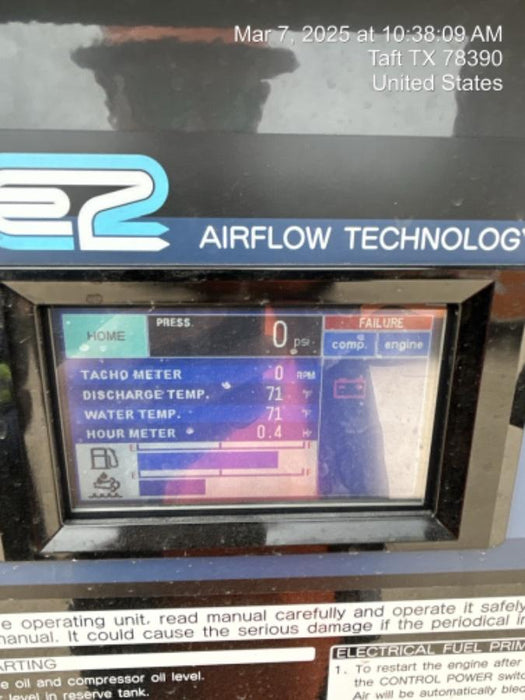 Mar 7, 2025 at 10:38:09 AM
Taft TX 78390
United States
e2
AIRFLOW TECHNOLOGY
HOME
PRESS.
0 psi
FAILURE
comp. engine
TACHO METER 0 RPM
DISCHARGE TEMP. 71 °F
WATER TEMP. 71 °F
HOUR METER 0.4 Hr
E F
E F
e operating unit, read manual carefully and operate it safely
manual. It could cause the serious damage if the periodical in
ARTING
e oil and compressor oil level.
r level in reserve tank.
ELECTRICAL FUEL PRIM
1. To restart the engine after
the CONTROL POWER swit
Air will be automatically ble